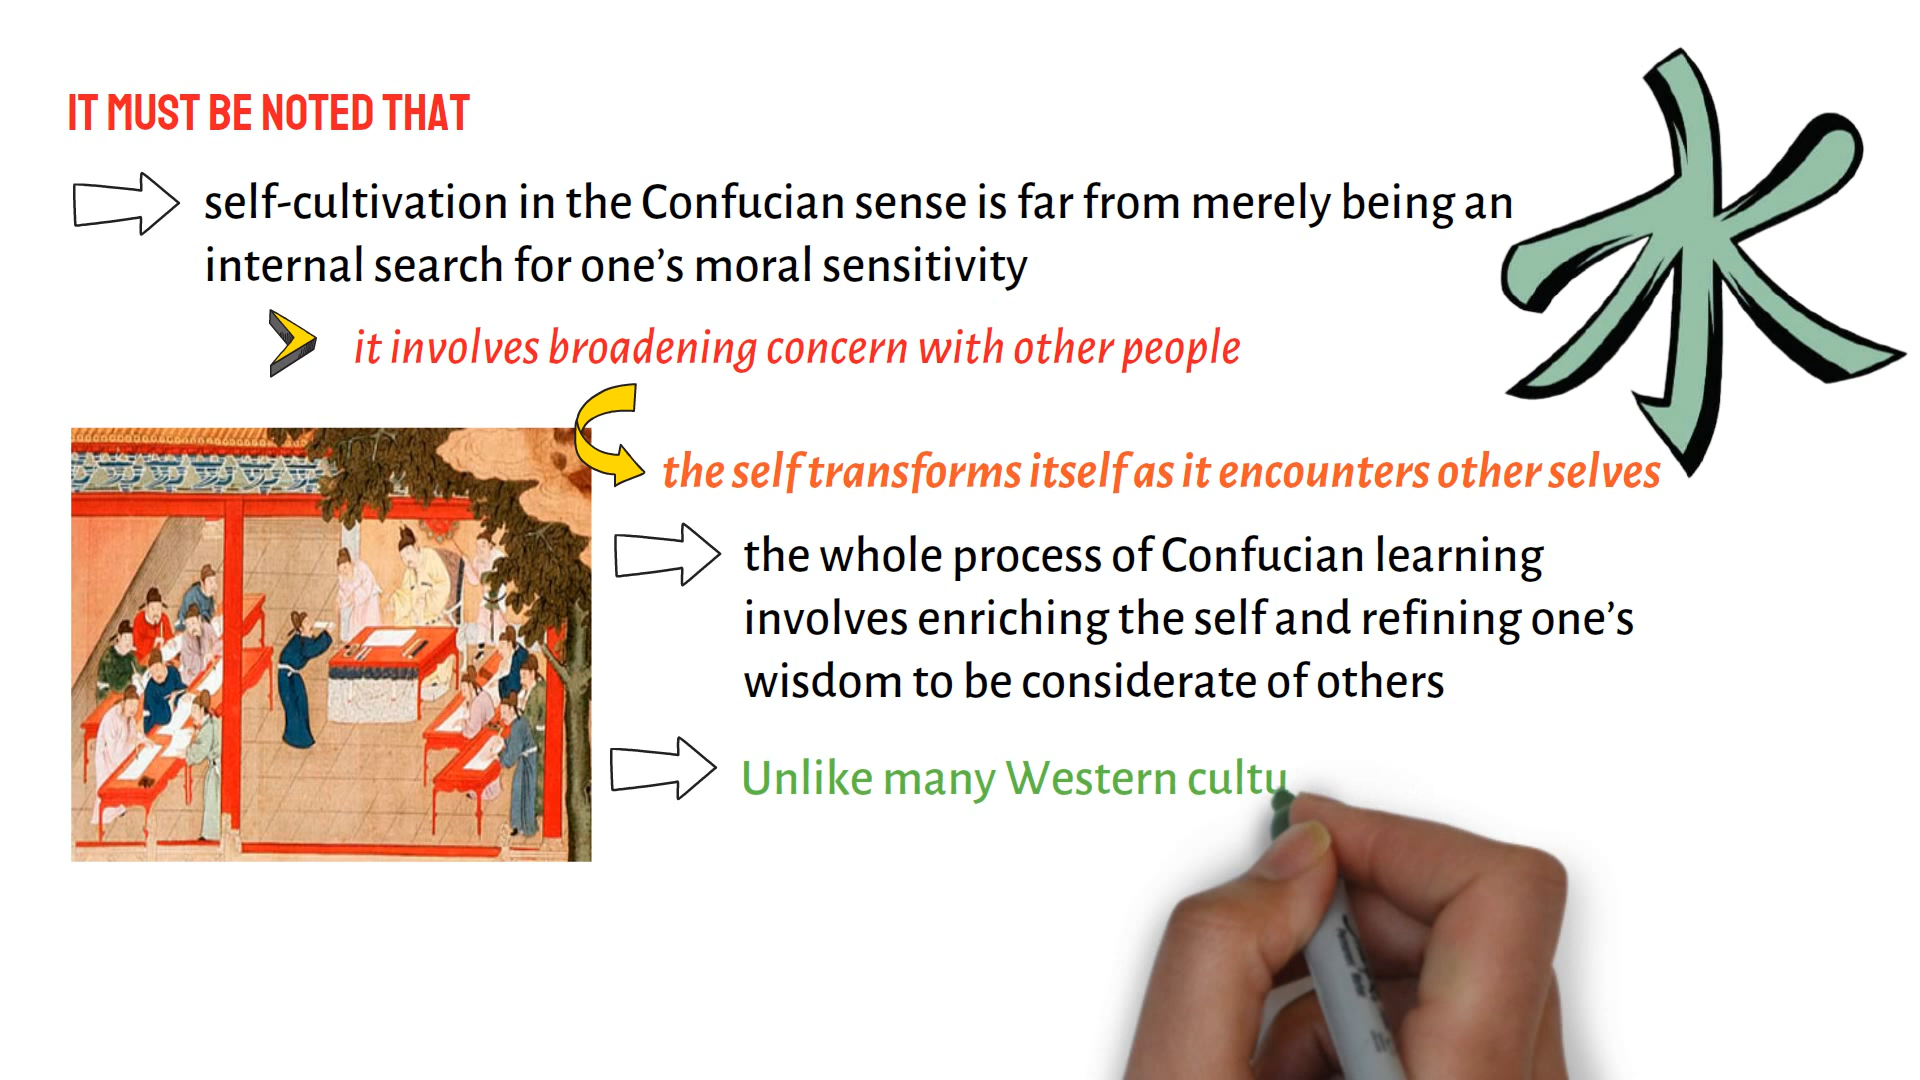 IT MUST BE NOTED THAT
self-cultivation in the Confucian sense is far from merely being an
internal search for one’s moral sensitivity
it involves broadening concern with other people
the self transforms itself as it encounters other selves
the whole process of Confucian learning
involves enriching the self and refining one’s
wisdom to be considerate of others
Unlike many Western cultu
水